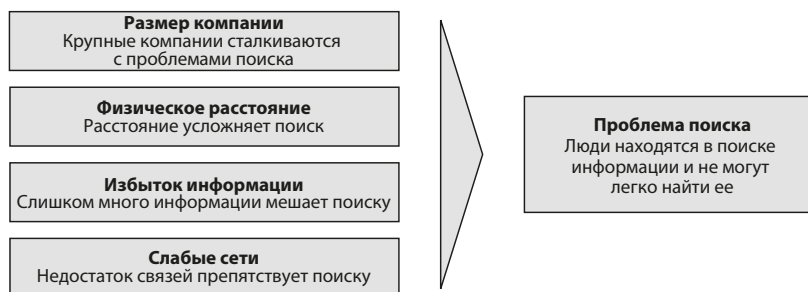 Размер компании
Крупные компании сталкиваются
с проблемами поиска
Физическое расстояние
Расстояние усложняет поиск
Избыток информации
Слишком много информации мешает поиску
Слабые сети
Недостаток связей препятствует поиску
Проблема поиска
Люди находятся в поиске
информации и не могут
легко найти ее